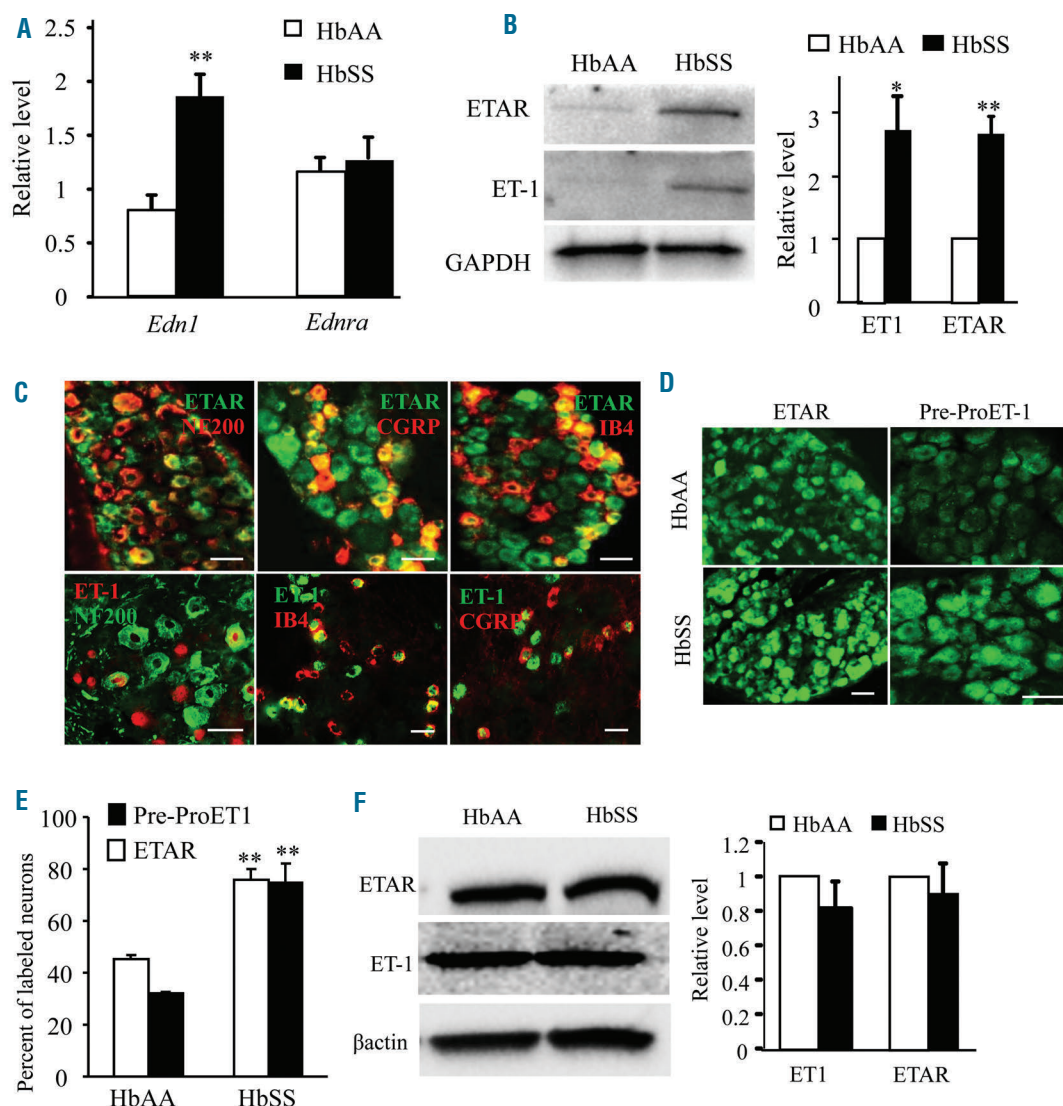 A
Relative level
2.5
2
1.5
1
0.5
0
HbAA
HbSS
**
Edn1
Ednra
B
HbAA
HbSS
ETAR
ET-1
GAPDH
HbAA
HbSS
Relative level
3
2
1
0
*
**
ET1
ETAR
C
ETAR
NF200
ETAR
CGRP
ETAR
IB4
ET-1
NF200
ET-1
IB4
ET-1
CGRP
D
ETAR
Pre-ProET-1
HbAA
HbSS
E
Percent of labeled neurons
100
80
60
40
20
0
Pre-ProET1
ETAR
**
**
HbAA
HbSS
F
HbAA
HbSS
ETAR
ET-1
βactin
HbAA
HbSS
Relative level
1.2
1
0.8
0.6
0.4
0.2
0
ET1
ETAR